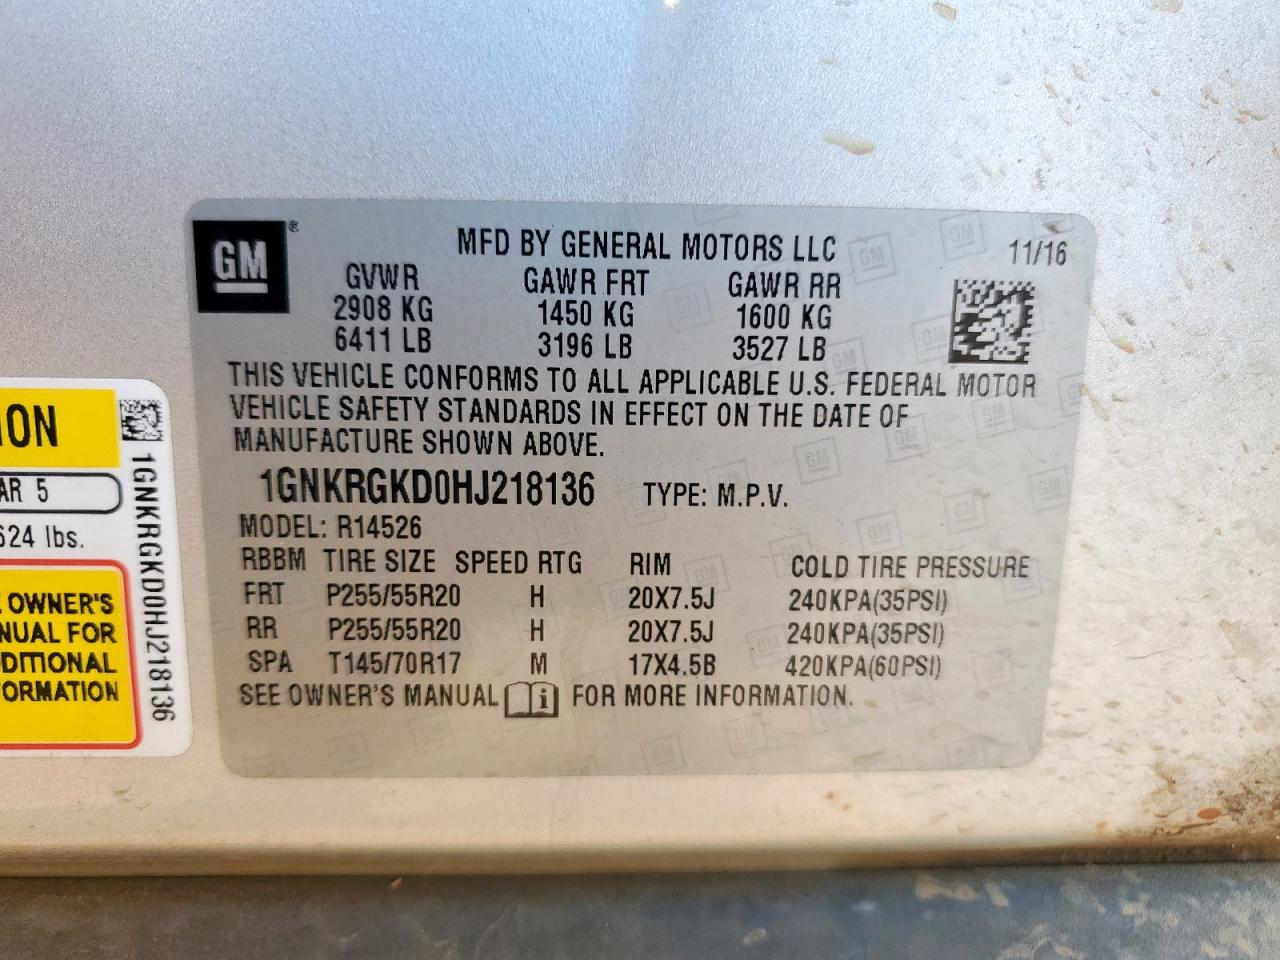 GM®
MFD BY GENERAL MOTORS LLC 11/16
GVWR GAWR FRT GAWR RR
2908 KG 1450 KG 1600 KG
6411 LB 3196 LB 3527 LB
THIS VEHICLE CONFORMS TO ALL APPLICABLE U.S. FEDERAL MOTOR
VEHICLE SAFETY STANDARDS IN EFFECT ON THE DATE OF
MANUFACTURE SHOWN ABOVE.
1GNKRGKD0HJ218136 TYPE: M.P.V.
MODEL: R14526
RBBM TIRE SIZE SPEED RTG RIM COLD TIRE PRESSURE
FRT P255/55R20 H 20X7.5J 240KPA(35PSI)
RR P255/55R20 H 20X7.5J 240KPA(35PSI)
SPA T145/70R17 M 17X4.5B 420KPA(60PSI)
SEE OWNER'S MANUAL FOR MORE INFORMATION.
ION
AR 5
624 lbs.
E OWNER'S
NUAL FOR
DDITIONAL
FORMATION
1GNKRGKD0HJ218136